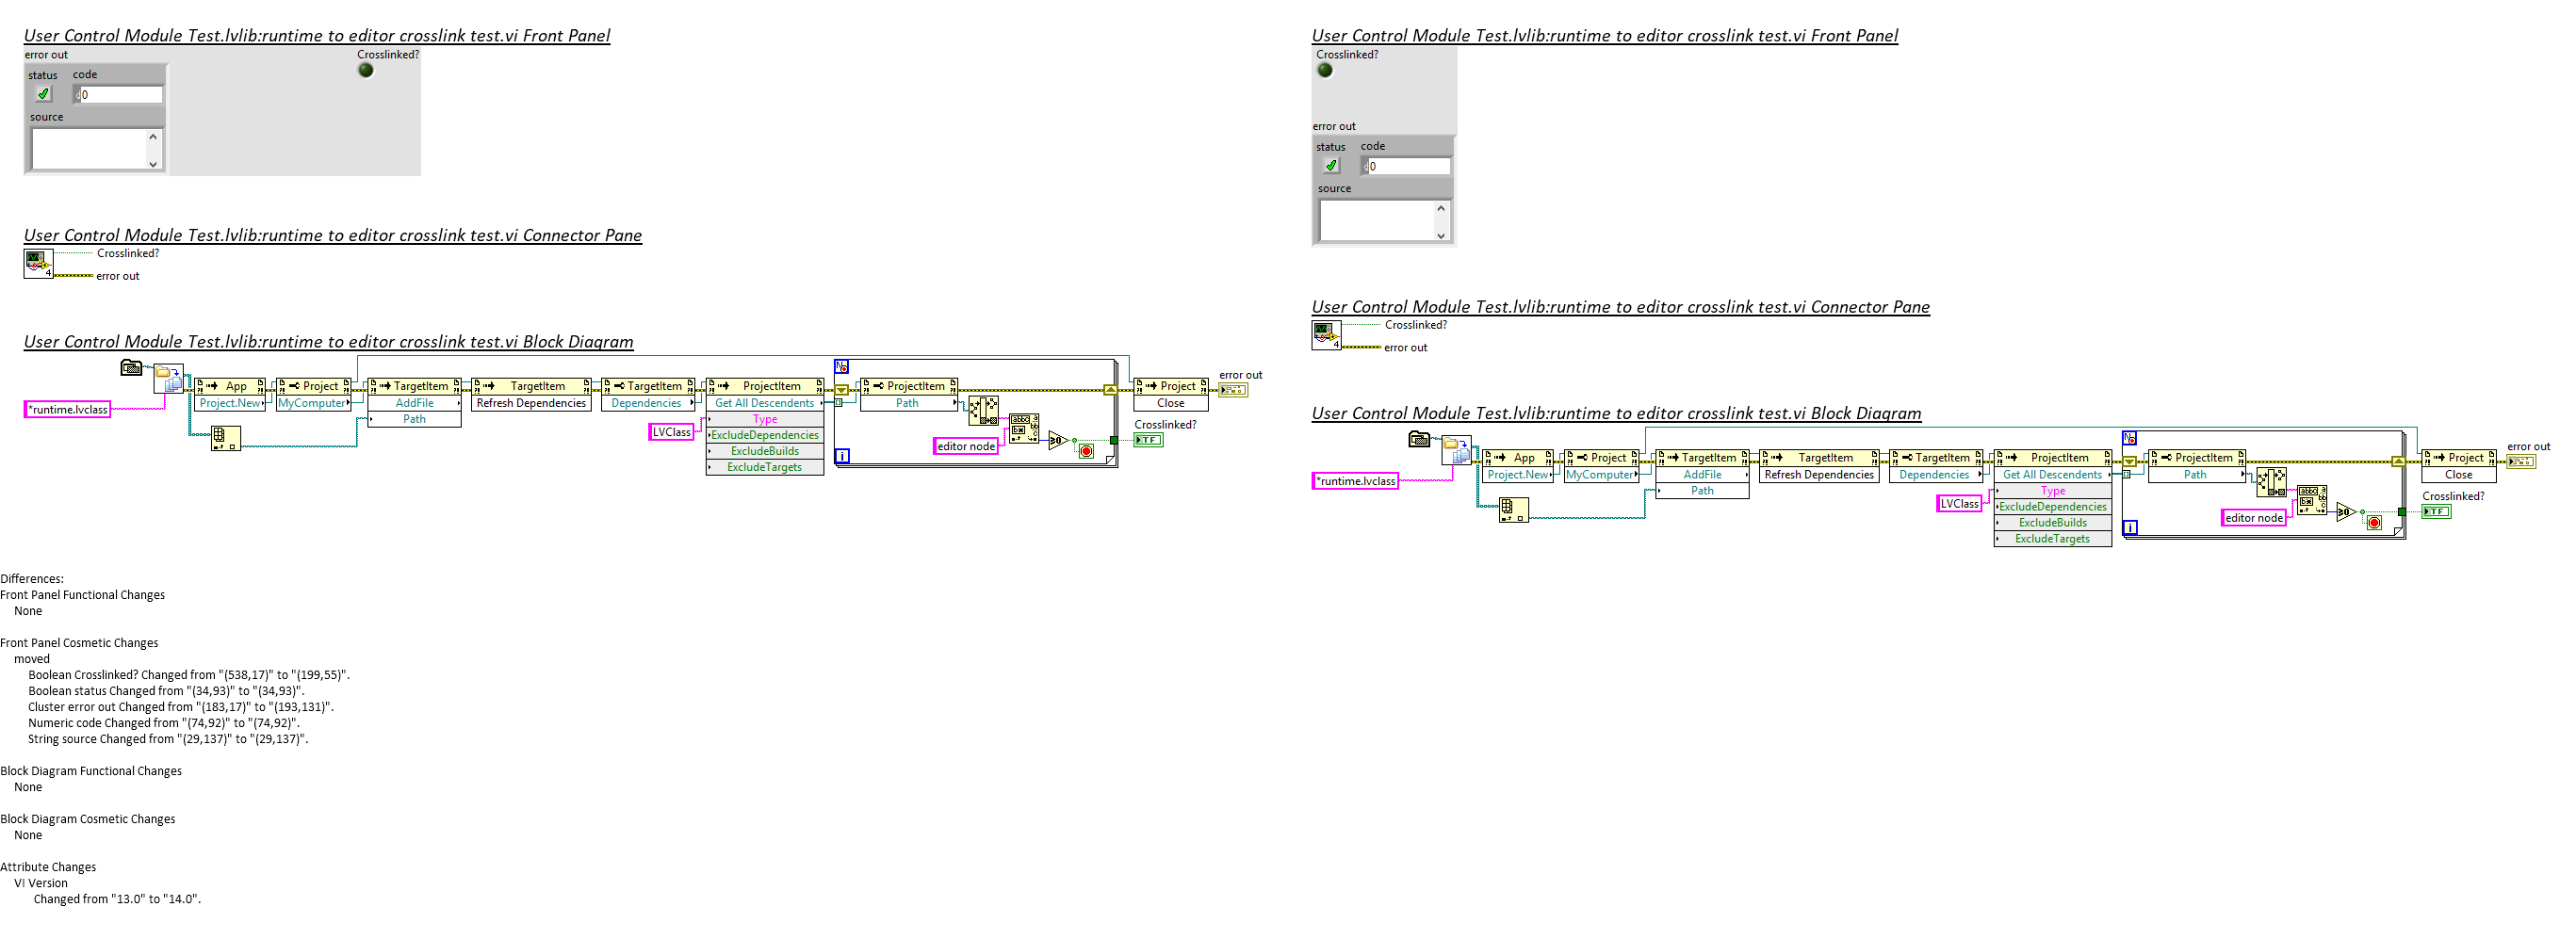 User Control Module Test.lvlib:runtime to editor crosslink test.vi Front Panel
error out
Crosslinked?
status code
0
source
User Control Module Test.lvlib:runtime to editor crosslink test.vi Connector Pane
Crosslinked?
4
error out
User Control Module Test.lvlib:runtime to editor crosslink test.vi Block Diagram
*runtime.lvclass
App
Project.New
Project
MyComputer
TargetItem
AddFile
Path
TargetItem
Refresh Dependencies
TargetItem
Dependencies
LVClass
ProjectItem
Get All Descendents
Type
ExcludeDependencies
ExcludeBuilds
ExcludeTargets
N
i
ProjectItem
Path
editor node
Project
Close
error out
Crosslinked?
TF
User Control Module Test.lvlib:runtime to editor crosslink test.vi Front Panel
Crosslinked?
error out
status code
0
source
User Control Module Test.lvlib:runtime to editor crosslink test.vi Connector Pane
Crosslinked?
4
error out
User Control Module Test.lvlib:runtime to editor crosslink test.vi Block Diagram
*runtime.lvclass
App
Project.New
Project
MyComputer
TargetItem
AddFile
Path
TargetItem
Refresh Dependencies
TargetItem
Dependencies
LVClass
ProjectItem
Get All Descendents
Type
ExcludeDependencies
ExcludeBuilds
ExcludeTargets
N
i
ProjectItem
Path
editor node
Project
Close
error out
Crosslinked?
TF
Differences:
Front Panel Functional Changes
None
Front Panel Cosmetic Changes
moved
Boolean Crosslinked? Changed from "(538,17)" to "(199,55)".
Boolean status Changed from "(34,93)" to "(34,93)".
Cluster error out Changed from "(183,17)" to "(193,131)".
Numeric code Changed from "(74,92)" to "(74,92)".
String source Changed from "(29,137)" to "(29,137)".
Block Diagram Functional Changes
None
Block Diagram Cosmetic Changes
None
Attribute Changes
VI Version
Changed from "13.0" to "14.0".